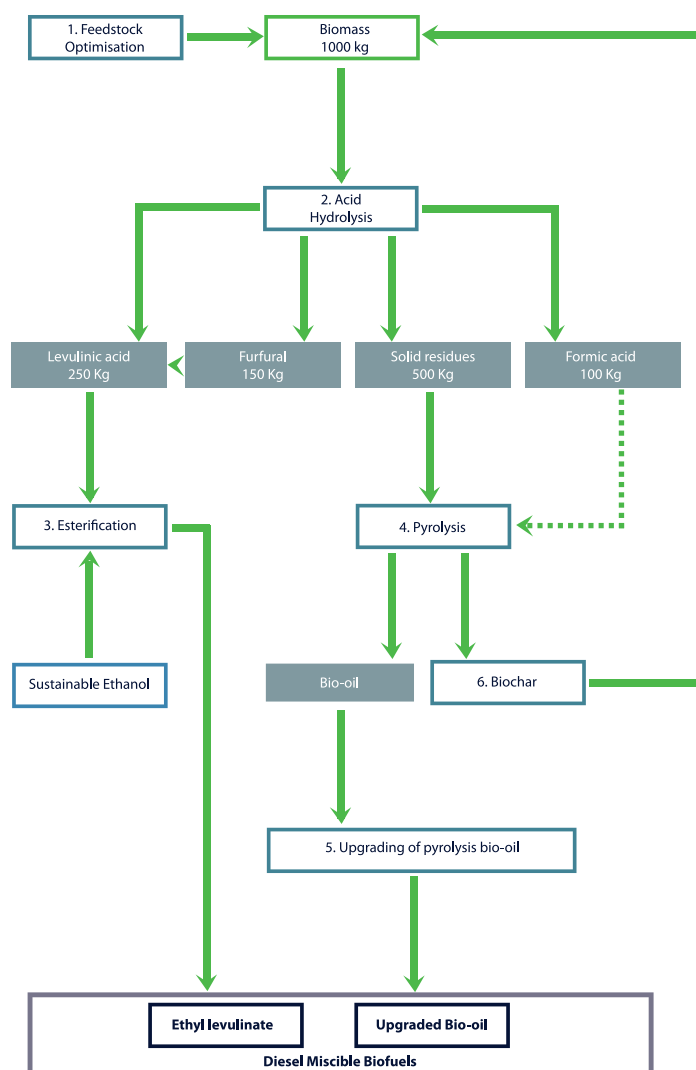 1. Feedstock
Optimisation
Biomass
1000 kg
2. Acid
Hydrolysis
Levulinic acid
250 Kg
Furfural
150 Kg
Solid residues
500 Kg
Formic acid
100 Kg
3. Esterification
4. Pyrolysis
Sustainable Ethanol
Bio-oil
6. Biochar
5. Upgrading of pyrolysis bio-oil
Ethyl levulinate
Upgraded Bio-oil
Diesel Miscible Biofuels